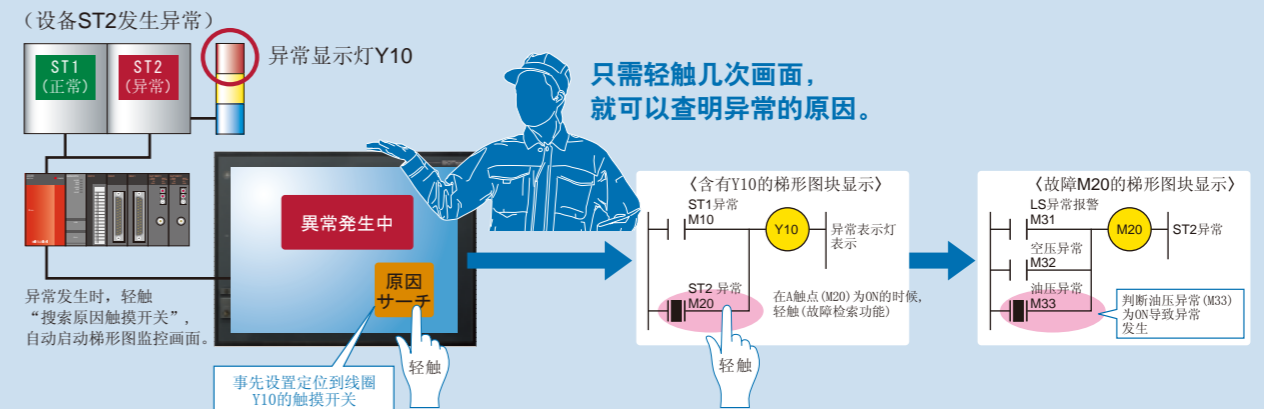 （设备ST2发生异常）
ST1
(正常)
ST2
(异常)
异常显示灯Y10
只需轻触几次画面，
就可以查明异常的原因。
異常発生中
原因
サーチ
轻触
异常发生时，轻触
“搜索原因触摸开关”，
自动启动梯形图监控画面。
事先设置定位到线圈
Y10的触摸开关
〈含有Y10的梯形图块显示〉
ST1异常
M10
Y10
异常表示灯
表示
ST2 异常
M20
在A触点(M20)为ON的时候，
轻触(故障检索功能)
轻触
〈故障M20的梯形图块显示〉
LS异常报警
M31
M20
ST2异常
空压异常
M32
油压异常
M33
判断油压异常(M33)
为ON导致异常
发生